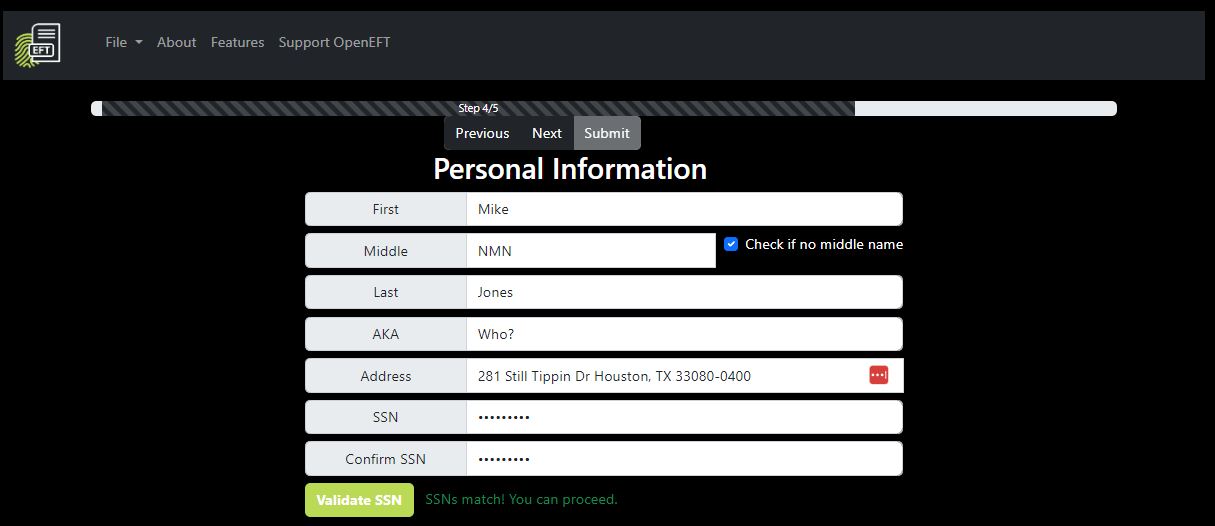 EFT
File About Features Support OpenEFT
Step 4/5
Previous Next Submit
Personal Information
First Mike
Middle NMN Check if no middle name
Last Jones
AKA Who?
Address 281 Still Tippin Dr Houston, TX 33080-0400
SSN •••••••••
Confirm SSN •••••••••
Validate SSN SSNs match! You can proceed.